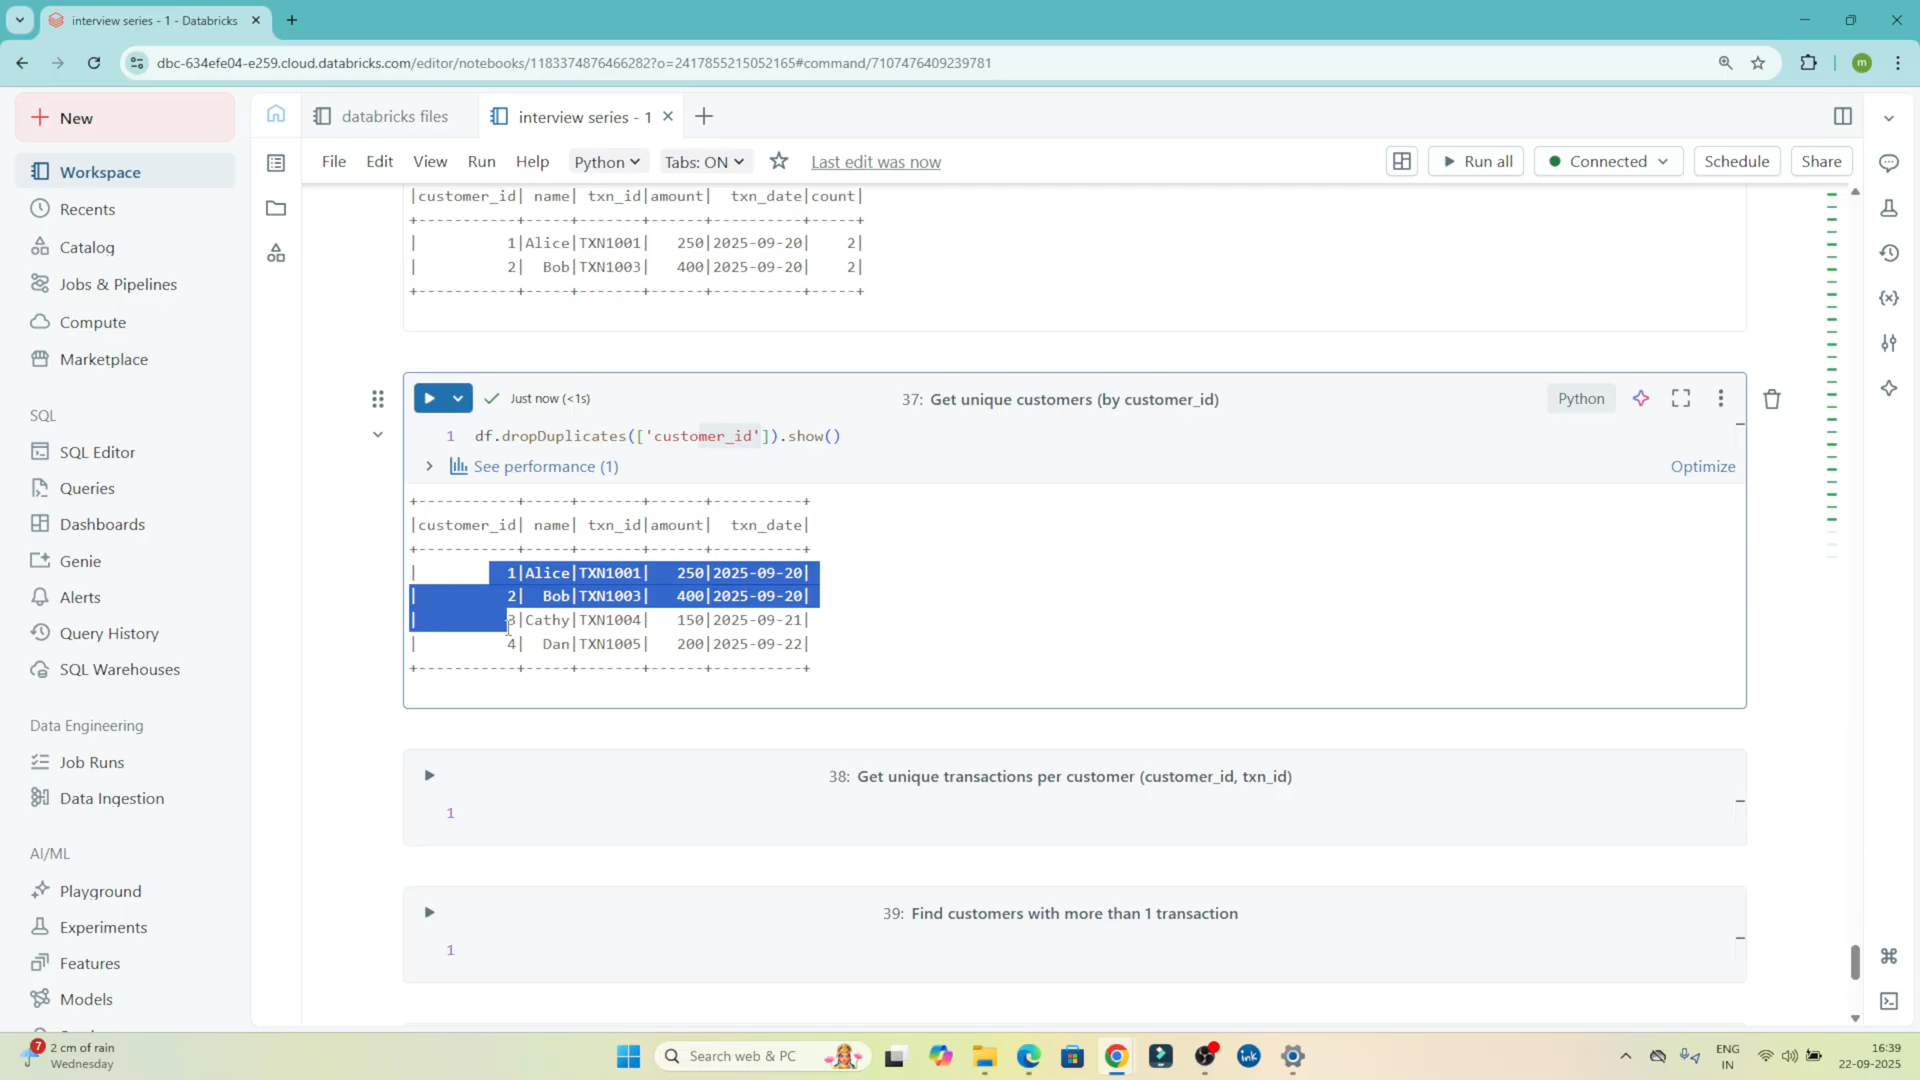 interview series - 1 - Databricks
dbc-634efe04-e259.cloud.databricks.com/editor/notebooks/1183374876466282?o=2417855215052165#command/7107476409239781
m
New
Workspace
Recents
Catalog
Jobs & Pipelines
Compute
Marketplace
SQL
SQL Editor
Queries
Dashboards
Genie
Alerts
Query History
SQL Warehouses
Data Engineering
Job Runs
Data Ingestion
AI/ML
Playground
Experiments
Features
Models
databricks files
interview series - 1
File Edit View Run Help Python Tabs: ON Last edit was now
Run all Connected Schedule Share
|customer_id| name| txn_id|amount|  txn_date|count|
+-----------+-----+-------+------+----------+-----+
|          1|Alice|TXN1001|   250|2025-09-20|    2|
|          2|  Bob|TXN1003|   400|2025-09-20|    2|
+-----------+-----+-------+------+----------+-----+
Just now (<1s)
37: Get unique customers (by customer_id)
Python
1 df.dropDuplicates(['customer_id']).show()
See performance (1)
Optimize
+-----------+-----+-------+------+----------+
|customer_id| name| txn_id|amount|  txn_date|
+-----------+-----+-------+------+----------+
|          1|Alice|TXN1001|   250|2025-09-20|
|          2|  Bob|TXN1003|   400|2025-09-20|
|          3|Cathy|TXN1004|   150|2025-09-21|
|          4|  Dan|TXN1005|   200|2025-09-22|
+-----------+-----+-------+------+----------+
38: Get unique transactions per customer (customer_id, txn_id)
1
39: Find customers with more than 1 transaction
1
7
2 cm of rain
Wednesday
Search web & PC
ink
ENG
IN
16:39
22-09-2025